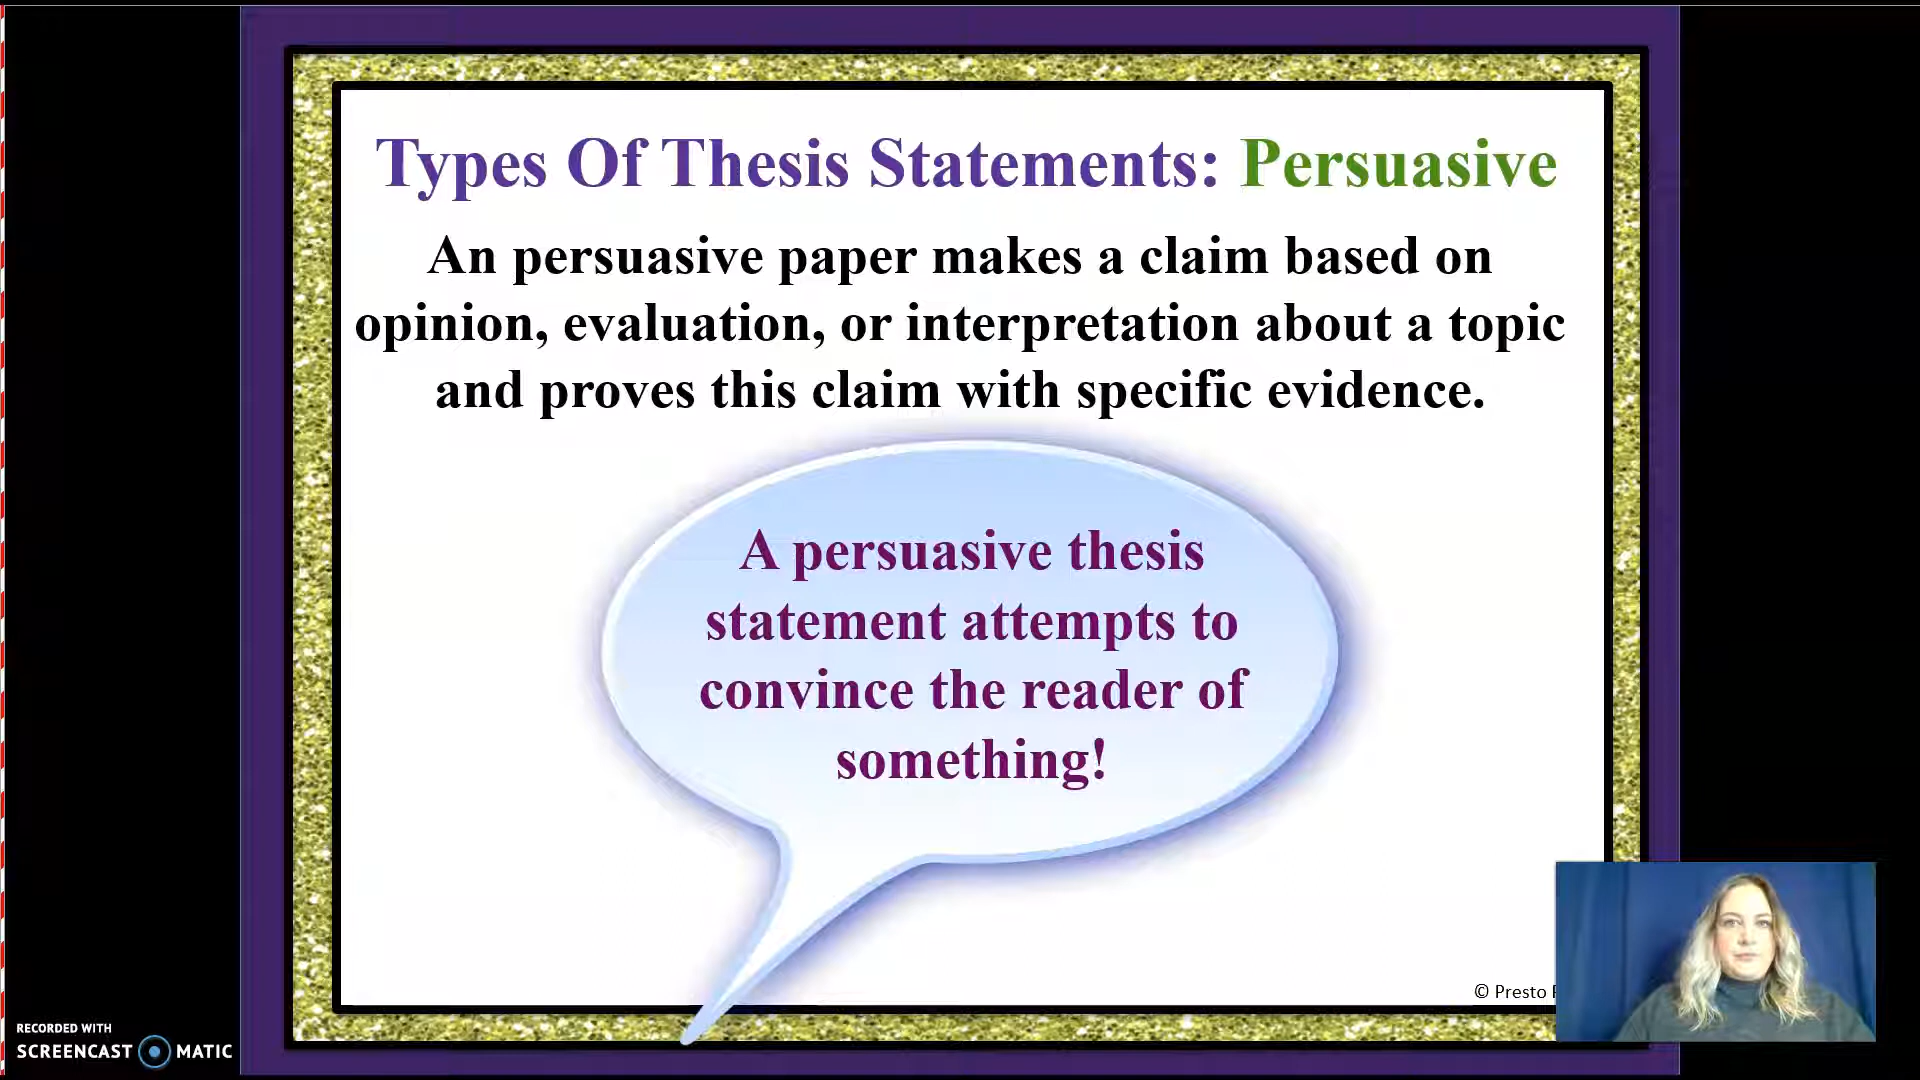 Types Of Thesis Statements: Persuasive
An persuasive paper makes a claim based on
opinion, evaluation, or interpretation about a topic
and proves this claim with specific evidence.
A persuasive thesis
statement attempts to
convince the reader of
something!
© Presto
RECORDED WITH
SCREENCAST MATIC